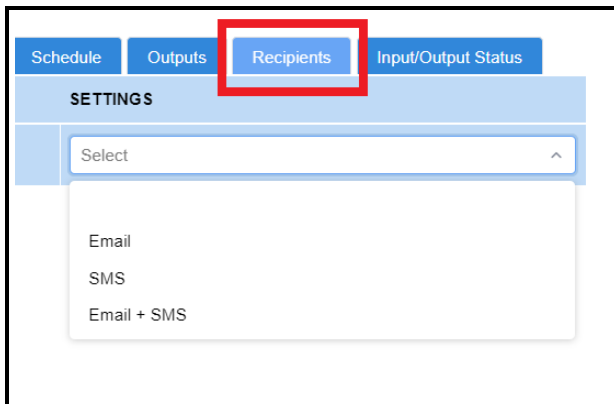 Schedule Outputs Recipients Input/Output Status
SETTINGS
Select
Email
SMS
Email + SMS